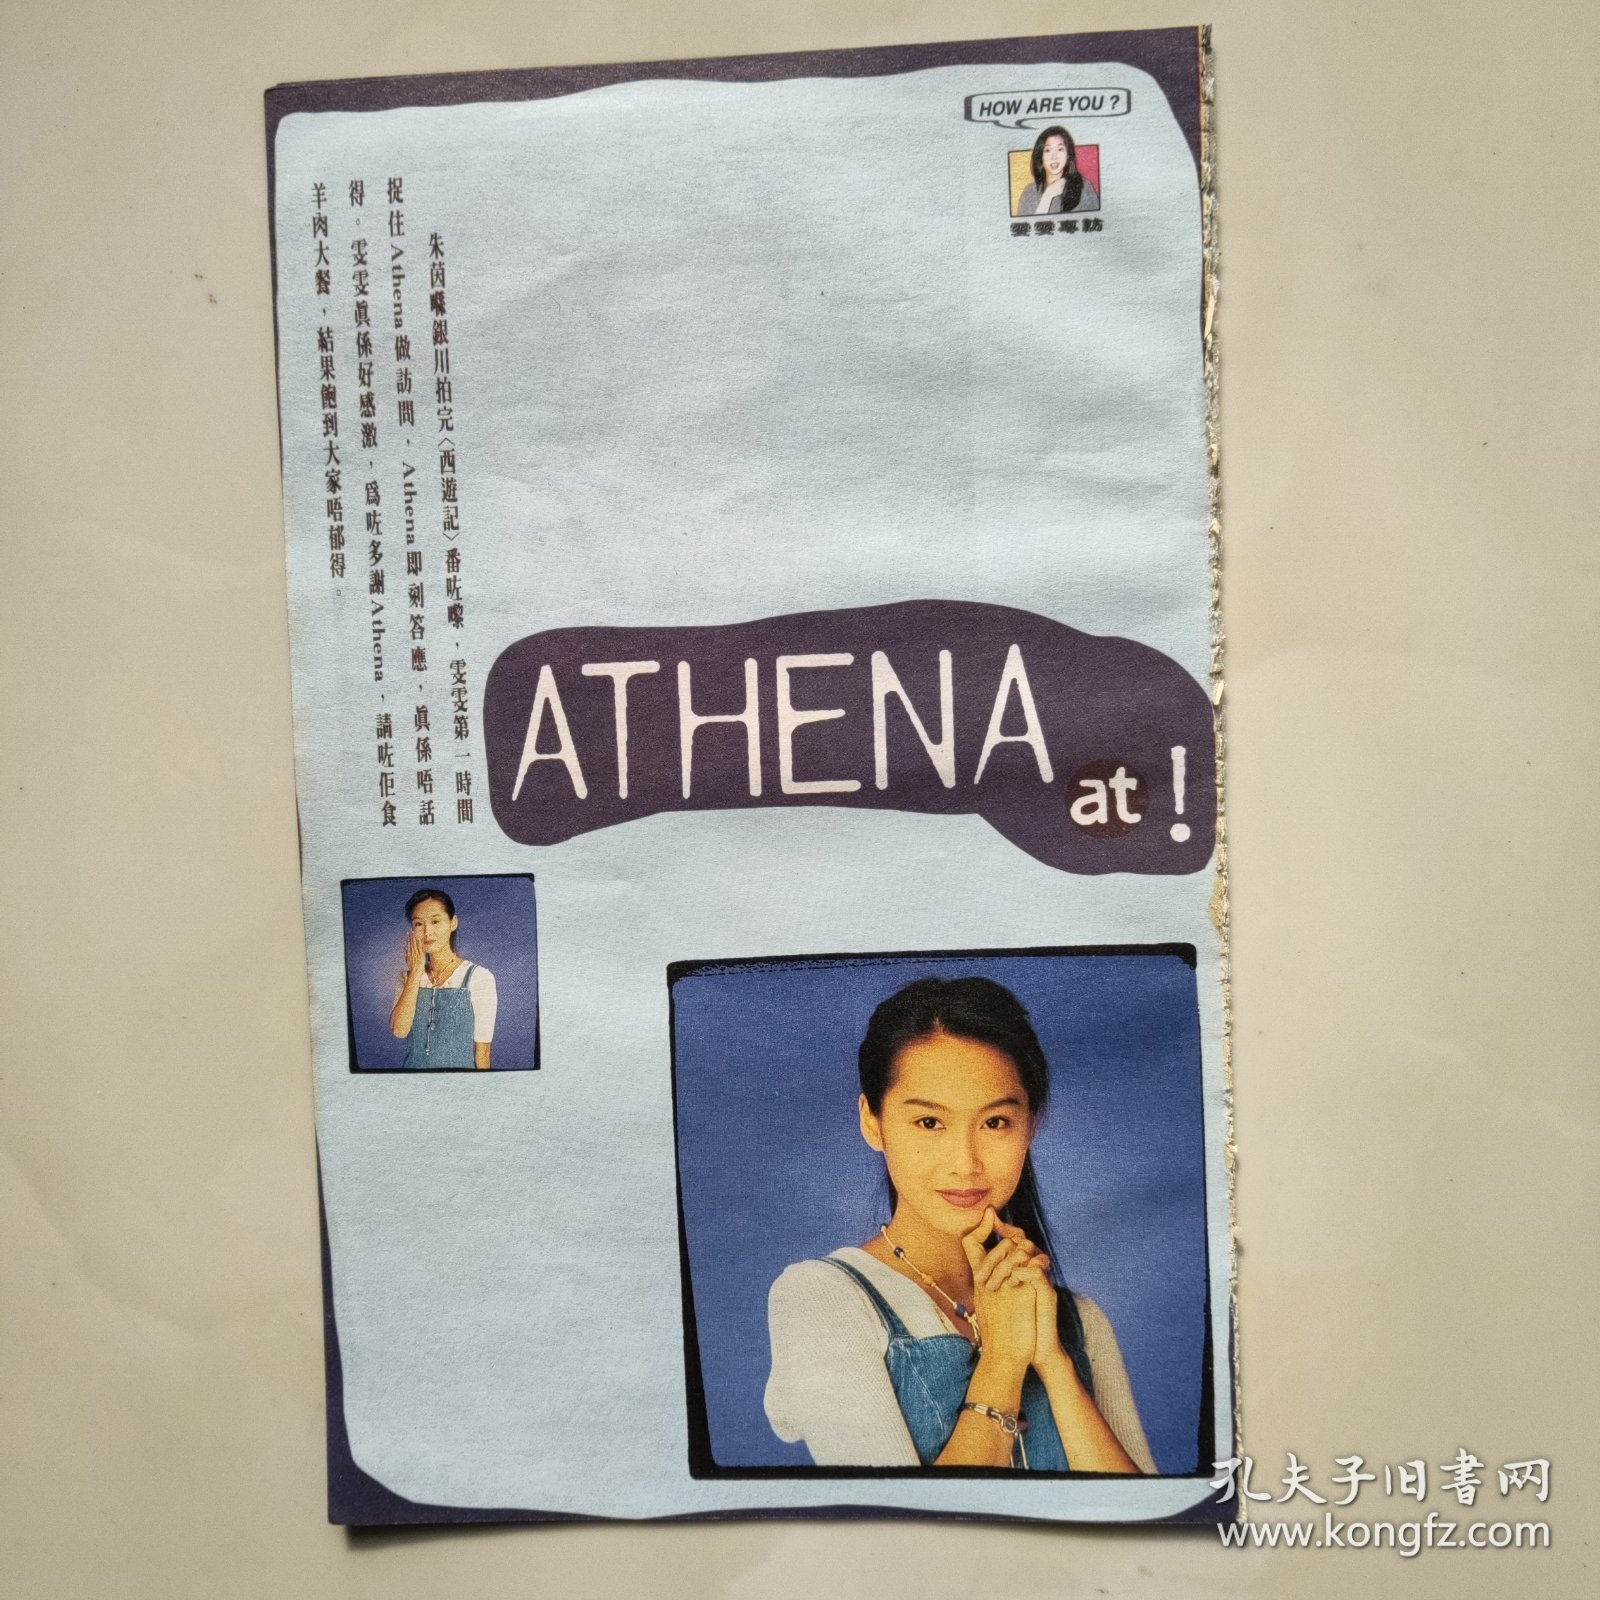 HOW ARE YOU ?
雯雯專訪
朱茵喺銀川拍完〈西遊記〉番咗嚟，雯雯第一時間
捉住Athena做訪問，Athena即刻答應，眞係唔話
得。雯雯眞係好感激，爲咗多謝Athena，請咗佢食
羊肉大餐，結果飽到大家唔郁得。
ATHENA
at !
孔夫子旧书网
www.kongfz.com